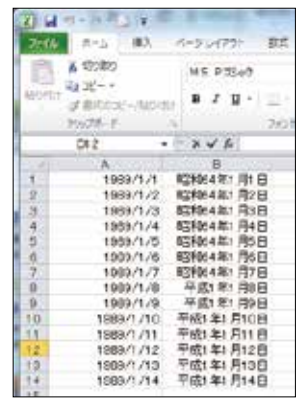 ファイル ホーム 挿入 ページレイアウト 数式
切り取り
コピー
貼り付け
書式のコピー/貼り付け
MS Pゴシック
B I U
クリップボード
A B
1 1989/1/1 昭和64年1月1日
2 1989/1/2 昭和64年1月2日
3 1989/1/3 昭和64年1月3日
4 1989/1/4 昭和64年1月4日
5 1989/1/5 昭和64年1月5日
6 1989/1/6 昭和64年1月6日
7 1989/1/7 昭和64年1月7日
8 1989/1/8 平成1年1月8日
9 1989/1/9 平成1年1月9日
10 1989/1/10 平成1年1月10日
11 1989/1/11 平成1年1月11日
12 1989/1/12 平成1年1月12日
13 1989/1/13 平成1年1月13日
14 1989/1/14 平成1年1月14日